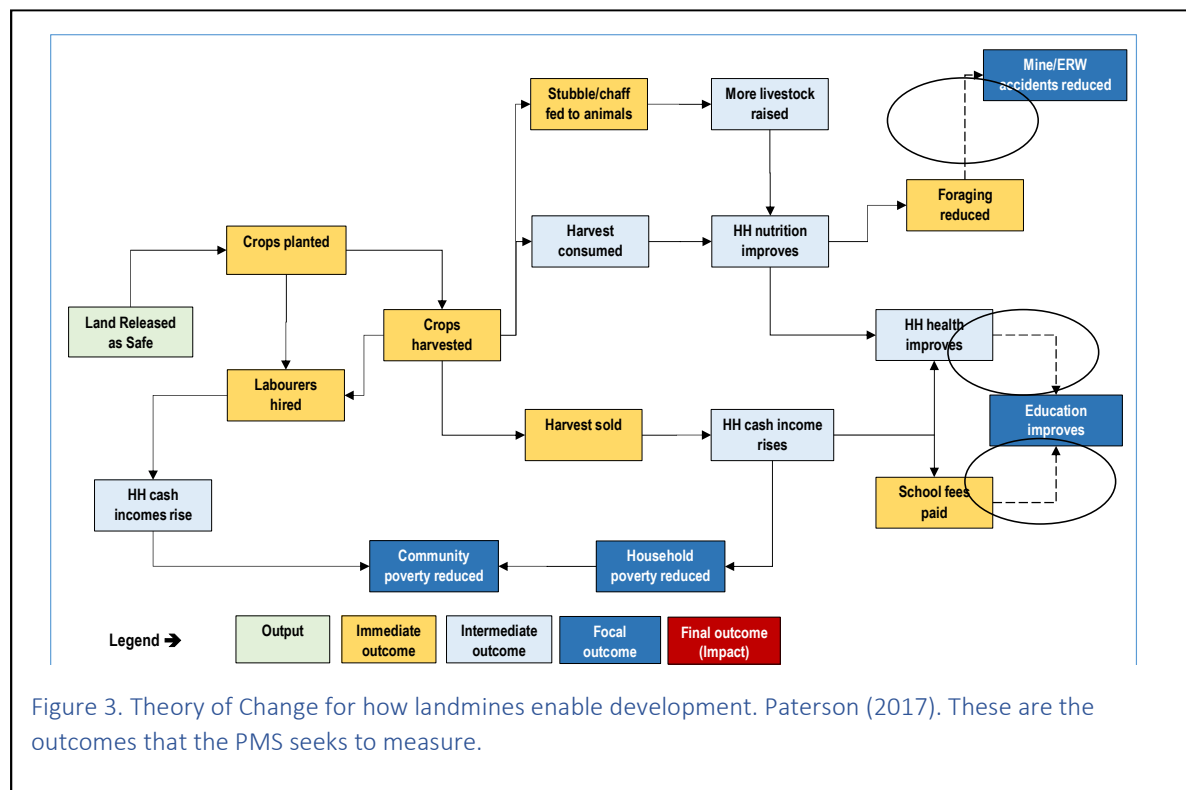 Mine/ERW
accidents reduced
Stubble/chaff
fed to animals
More livestock
raised
Foraging
reduced
Crops planted
Harvest
consumed
HH nutrition
improves
Land Released
as Safe
Crops
harvested
HH health
improves
Labourers
hired
Harvest sold
HH cash income
rises
Education
improves
School fees
paid
HH cash
incomes rise
Community
poverty reduced
Household
poverty reduced
Legend ➔
Output
Immediate
outcome
Intermediate
outcome
Focal
outcome
Final outcome
(Impact)
Figure 3. Theory of Change for how landmines enable development. Paterson (2017). These are the
outcomes that the PMS seeks to measure.